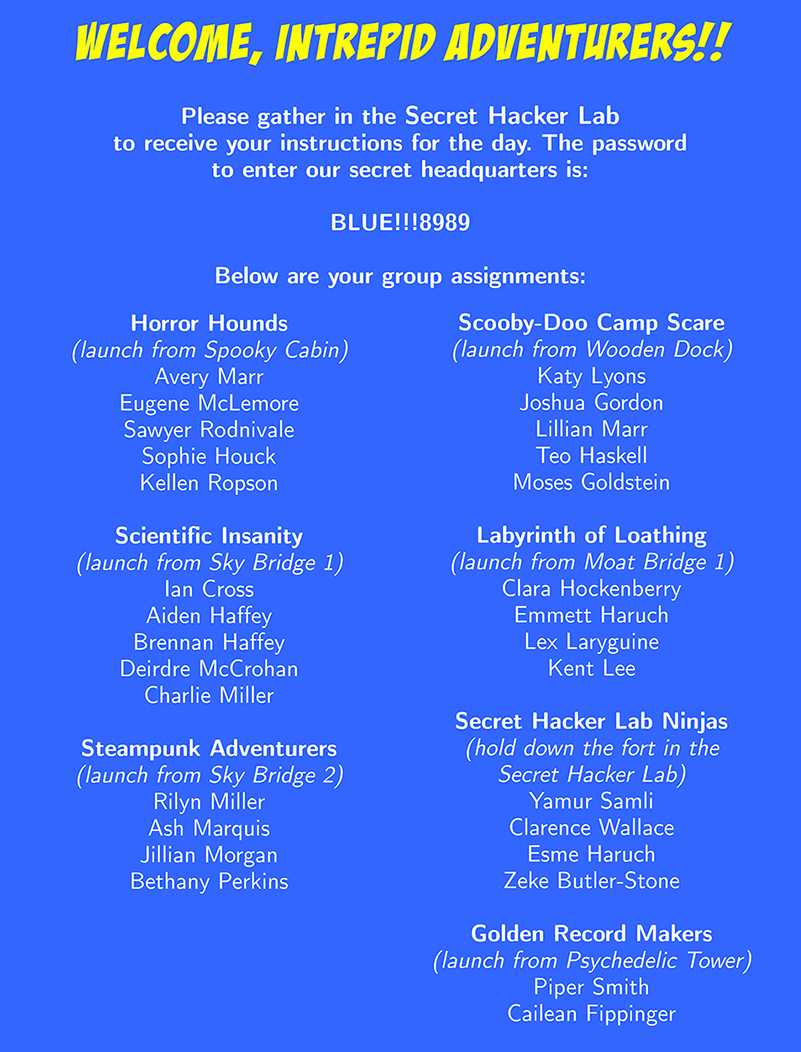 WELCOME, INTREPID ADVENTURERS!!
Please gather in the Secret Hacker Lab
to receive your instructions for the day. The password
to enter our secret headquarters is:
BLUE!!!8989
Below are your group assignments:
Horror Hounds
(launch from Spooky Cabin)
Avery Marr
Eugene McLemore
Sawyer Rodnivale
Sophie Houck
Kellen Ropson
Scientific Insanity
(launch from Sky Bridge 1)
Ian Cross
Aiden Haffey
Brennan Haffey
Deirdre McCrohan
Charlie Miller
Steampunk Adventurers
(launch from Sky Bridge 2)
Rilyn Miller
Ash Marquis
Jillian Morgan
Bethany Perkins
Scooby-Doo Camp Scare
(launch from Wooden Dock)
Katy Lyons
Joshua Gordon
Lillian Marr
Teo Haskell
Moses Goldstein
Labyrinth of Loathing
(launch from Moat Bridge 1)
Clara Hockenberry
Emmett Haruch
Lex Laryguine
Kent Lee
Secret Hacker Lab Ninjas
(hold down the fort in the
Secret Hacker Lab)
Yamur Samli
Clarence Wallace
Esme Haruch
Zeke Butler-Stone
Golden Record Makers
(launch from Psychedelic Tower)
Piper Smith
Cailean Fippinger